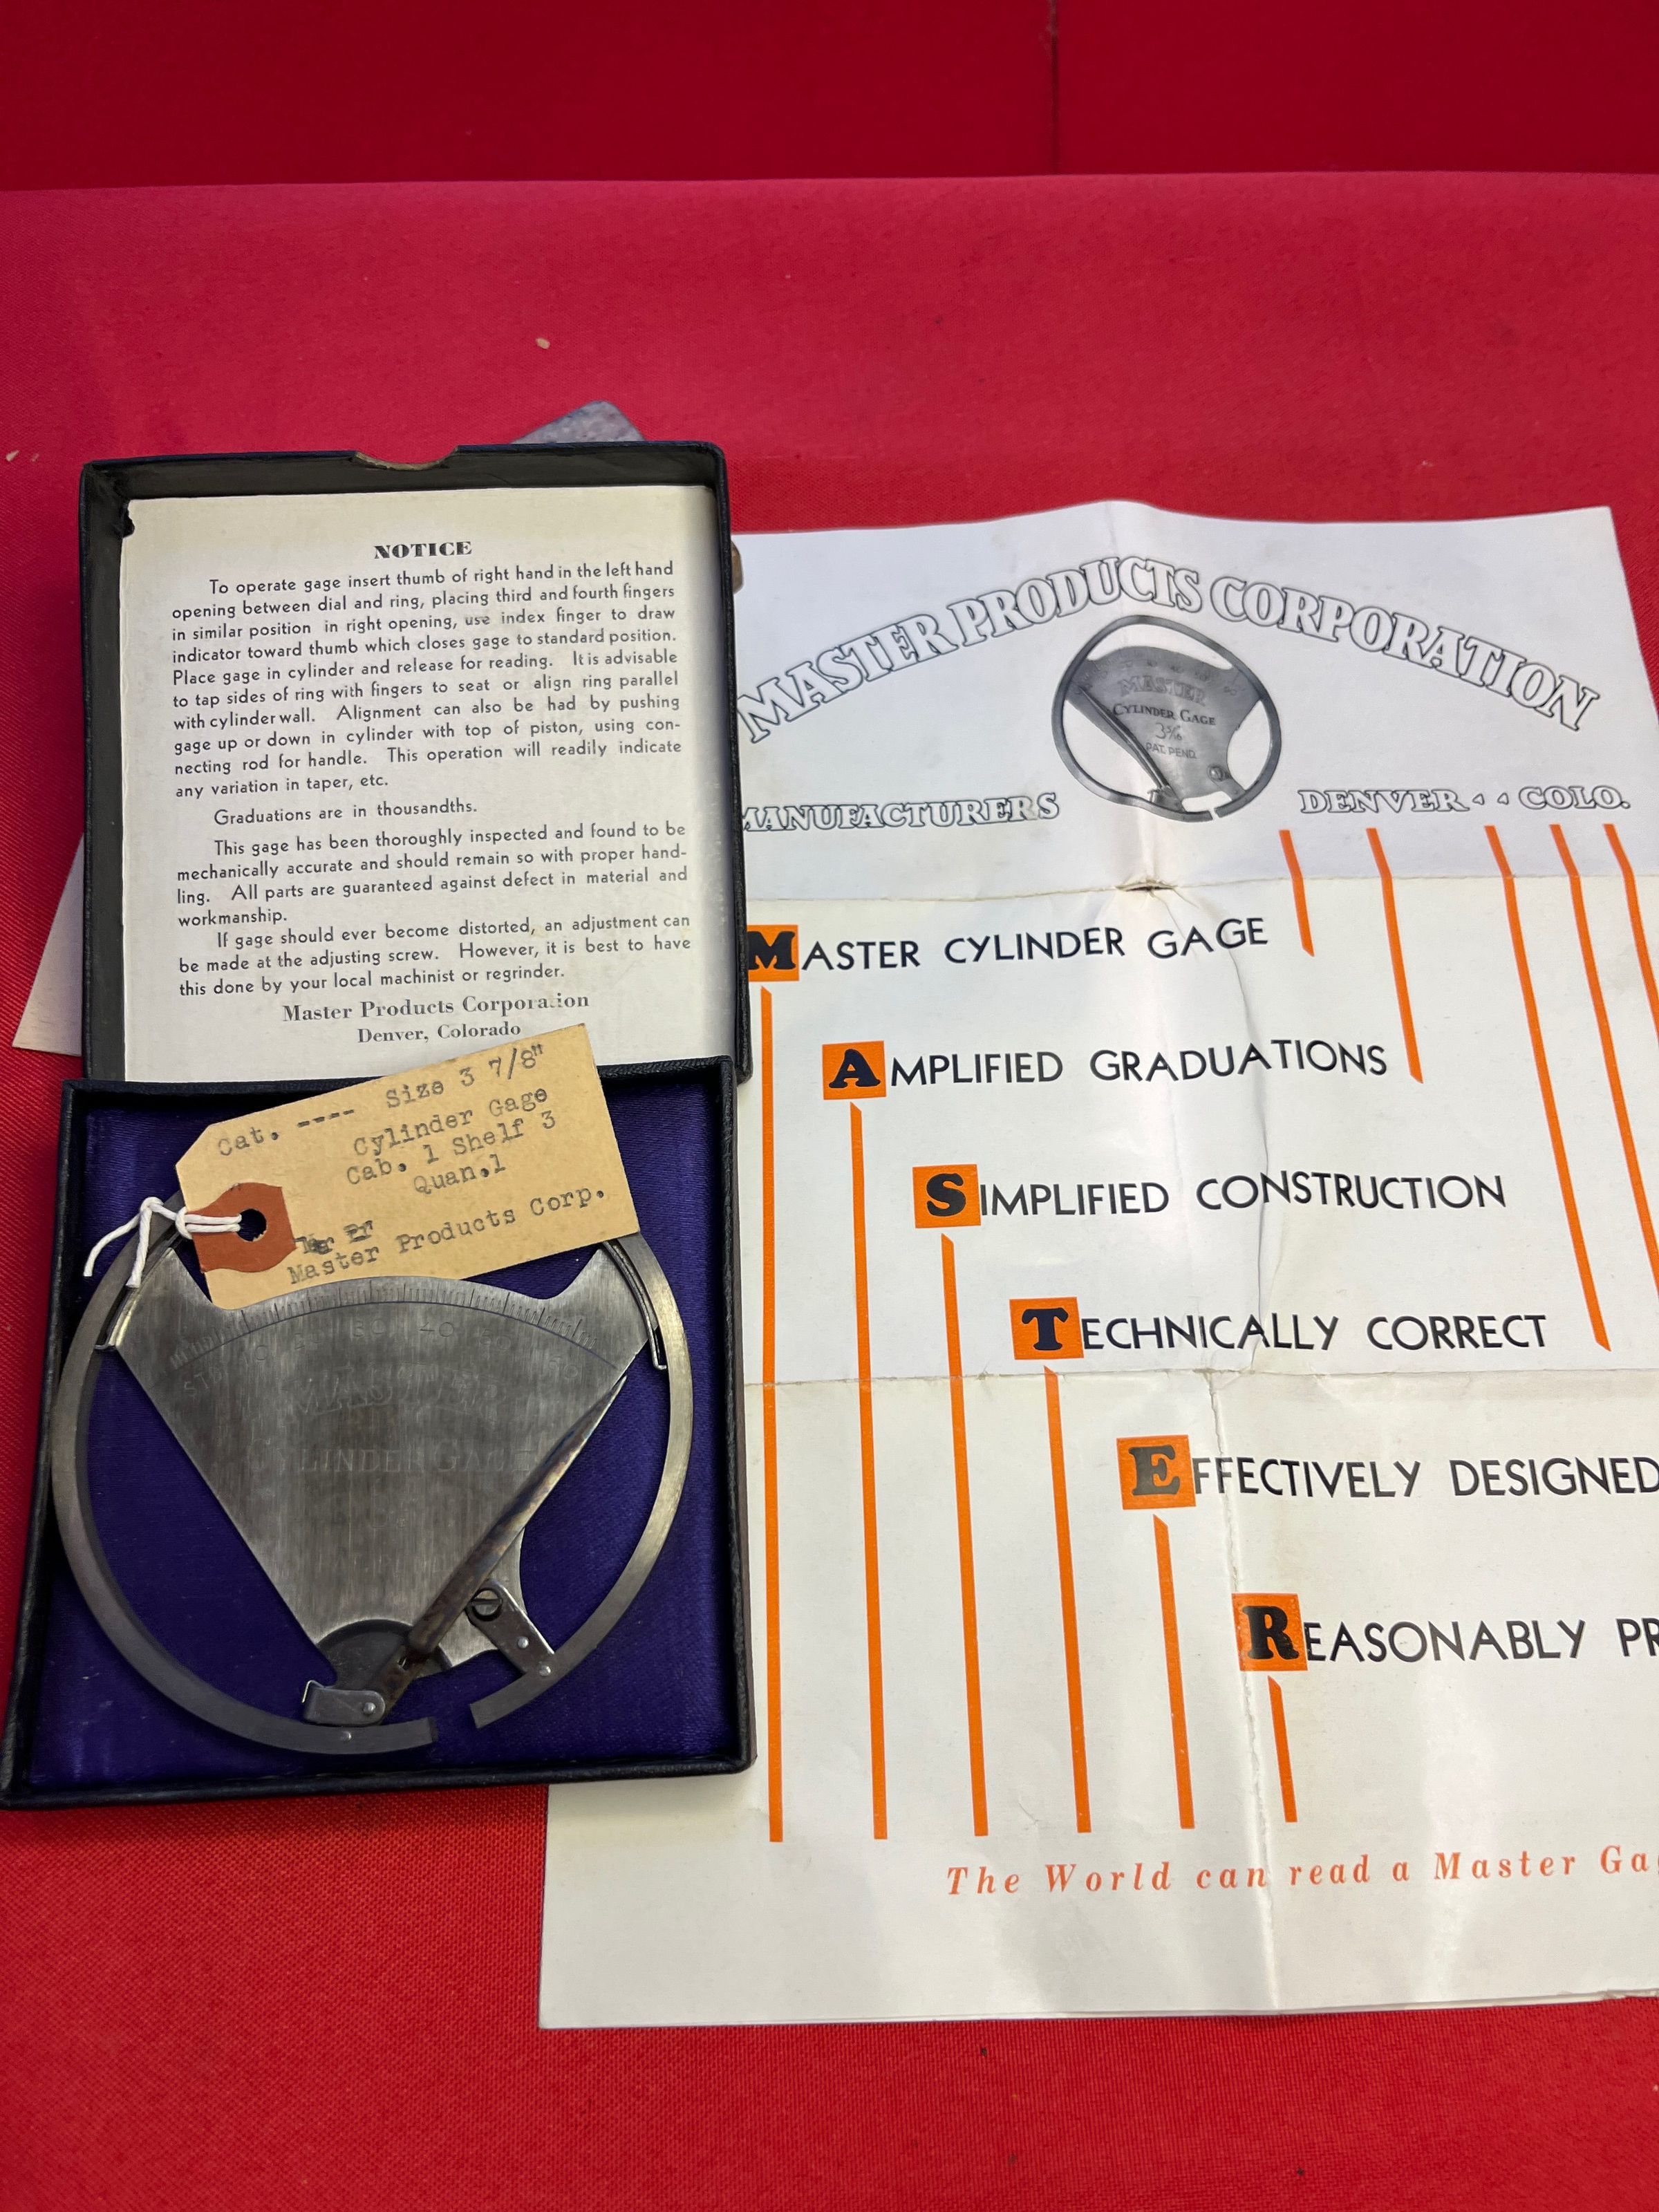 NOTICE
To operate gage insert thumb of right hand in the left hand
opening between dial and ring, placing third and fourth fingers
in similar position in right opening, use index finger to draw
indicator toward thumb which closes gage to standard position.
Place gage in cylinder and release for reading. It is advisable
to tap sides of ring with fingers to seat or align ring parallel
with cylinder wall. Alignment can also be had by pushing
gage up or down in cylinder with top of piston, using con-
necting rod for handle. This operation will readily indicate
any variation in taper, etc.
Graduations are in thousandths.
This gage has been thoroughly inspected and found to be
mechanically accurate and should remain so with proper hand-
ling. All parts are guaranteed against defect in material and
workmanship.
If gage should ever become distorted, an adjustment can
be made at the adjusting screw. However, it is best to have
this done by your local machinist or regrinder.
Master Products Corporation
Denver, Colorado
Cat. ---- Size 3 7/8"
Cylinder Gage
Cab. 1 Shelf 3
Quan.1
Master Products Corp.
MASTER
CYLINDER GAGE
MASTER PRODUCTS CORPORATION
MASTER
CYLINDER GAGE
PAT. PEND.
MANUFACTURERS
DENVER COLO.
MASTER CYLINDER GAGE
AMPLIFIED GRADUATIONS
SIMPLIFIED CONSTRUCTION
TECHNICALLY CORRECT
EFFECTIVELY DESIGNED
REASONABLY PR
The World can read a Master Ga